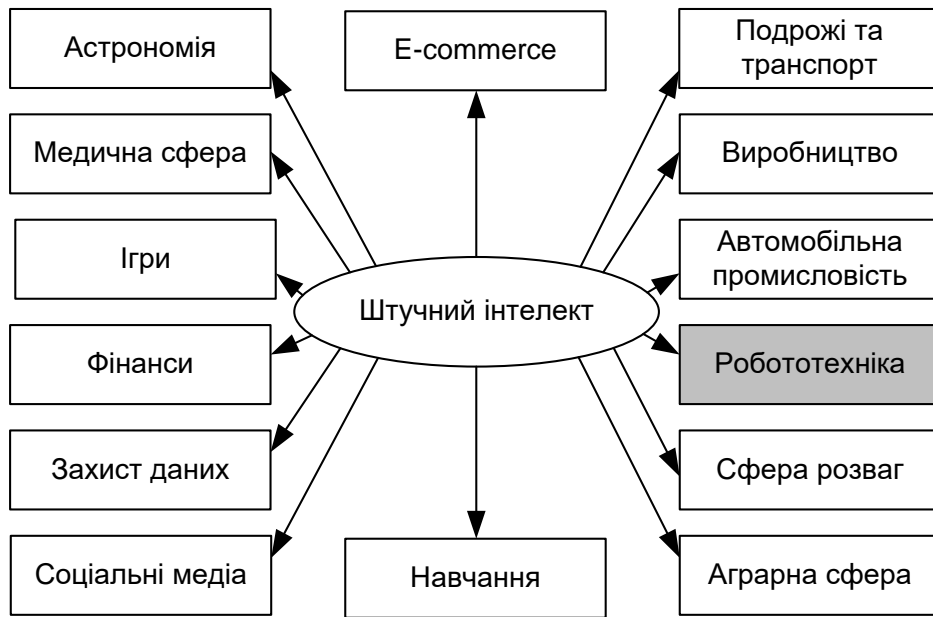 Астрономія
E-commerce
Подрожі та
транспорт
Медична сфера
Виробництво
Ігри
Автомобільна
промисловість
Штучний інтелект
Фінанси
Робототехніка
Захист даних
Сфера розваг
Соціальні медіа
Навчання
Аграрна сфера